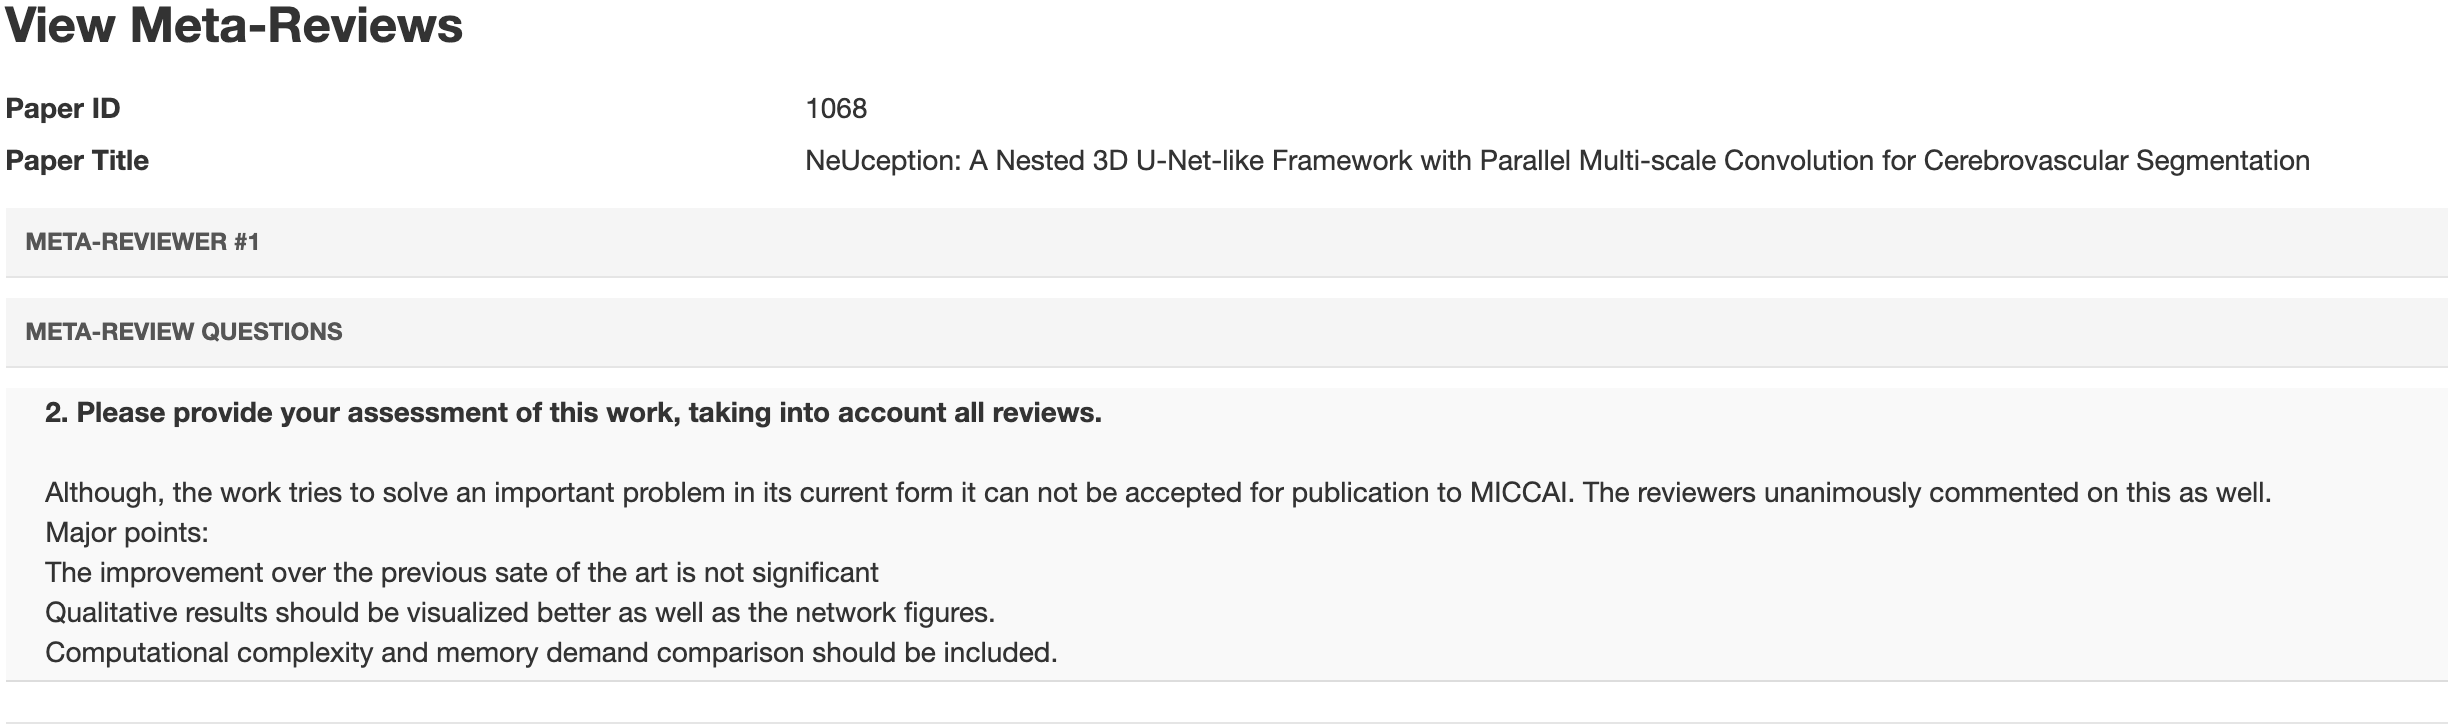 View Meta-Reviews
Paper ID 1068
Paper Title NeUception: A Nested 3D U-Net-like Framework with Parallel Multi-scale Convolution for Cerebrovascular Segmentation
META-REVIEWER #1
META-REVIEW QUESTIONS
2. Please provide your assessment of this work, taking into account all reviews.
Although, the work tries to solve an important problem in its current form it can not be accepted for publication to MICCAI. The reviewers unanimously commented on this as well.
Major points:
The improvement over the previous sate of the art is not significant
Qualitative results should be visualized better as well as the network figures.
Computational complexity and memory demand comparison should be included.